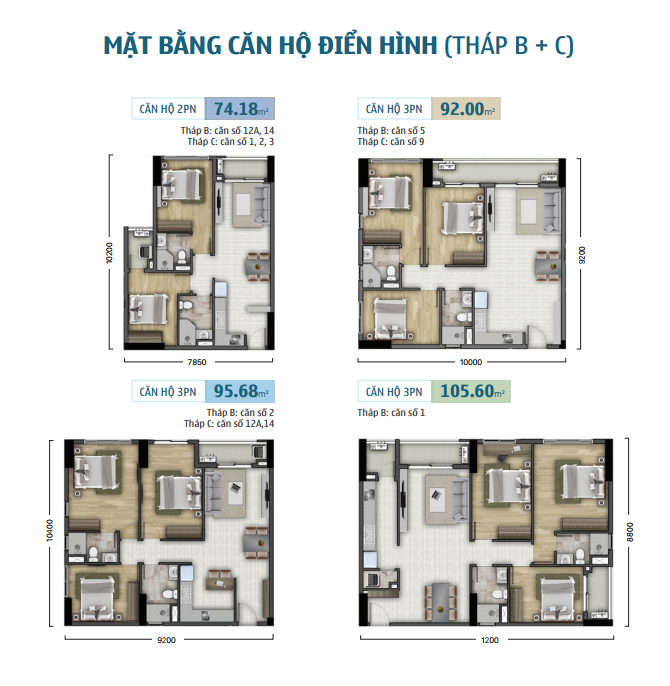 MẶT BẰNG CĂN HỘ ĐIỂN HÌNH (THÁP B + C)
CĂN HỘ 2PN 74.18m²
Tháp B: căn số 12A, 14
Tháp C: căn số 1, 2, 3
10200
7850
CĂN HỘ 3PN 92.00m²
Tháp B: căn số 5
Tháp C: căn số 9
9200
10000
CĂN HỘ 3PN 95.68m²
Tháp B: căn số 2
Tháp C: căn số 12A,14
10400
9200
CĂN HỘ 3PN 105.60m²
Tháp B: căn số 1
8800
1200